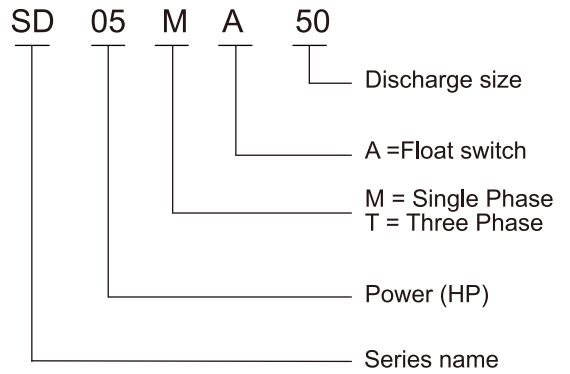 SD 05 M A 50
Discharge size
A =Float switch
M = Single Phase
T = Three Phase
Power (HP)
Series name